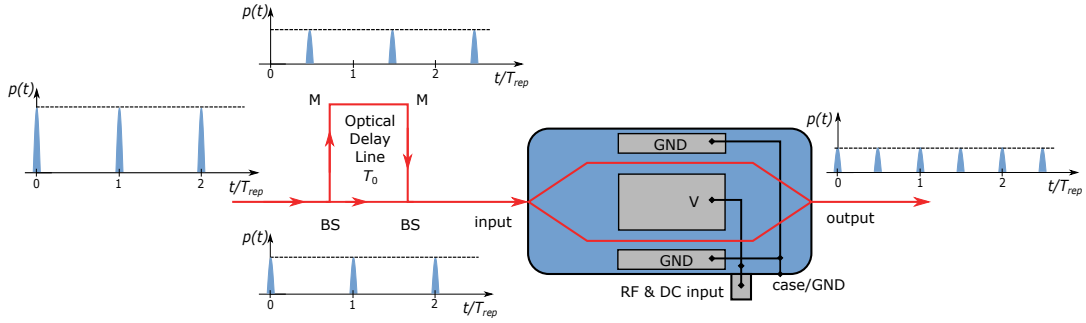 p(t)
0 1 2 t/T_rep
p(t)
0 1 2 t/T_rep
M M
Optical
Delay
Line
T_0
BS BS
p(t)
0 1 2 t/T_rep
input
GND
V
GND
RF & DC input
case/GND
output
p(t)
0 1 2 t/T_rep